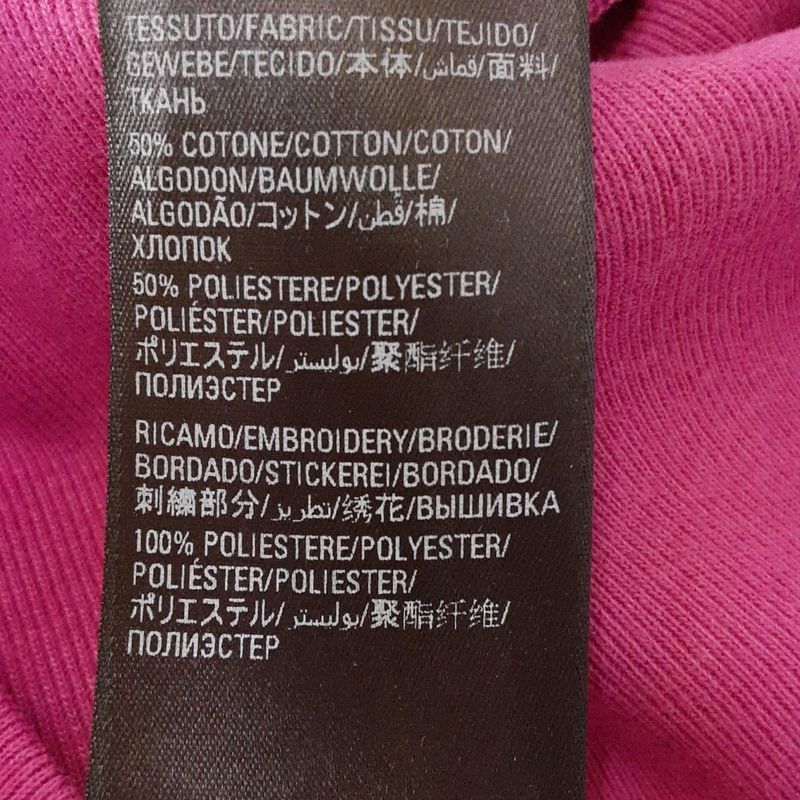 TESSUTO/FABRIC/TISSU/TEJIDO/
GEWEBE/TECIDO/本体/قماش/面料/
ТКАНЬ
50% COTONE/COTTON/COTON/
ALGODON/BAUMWOLLE/
ALGODÃO/コットン/قُطن/棉/
ХЛОПОК
50% POLIESTERE/POLYESTER/
POLIÉSTER/POLIESTER/
ポリエステル/بوليستر/聚酯纤维/
ПОЛИЭСТЕР
RICAMO/EMBROIDERY/BRODERIE/
BORDADO/STICKEREI/BORDADO/
刺繍部分/تطريز/绣花/ВЫШИВКА
100% POLIESTERE/POLYESTER/
POLIÉSTER/POLIESTER/
ポリエステル/بوليستر/聚酯纤维/
ПОЛИЭСТЕР